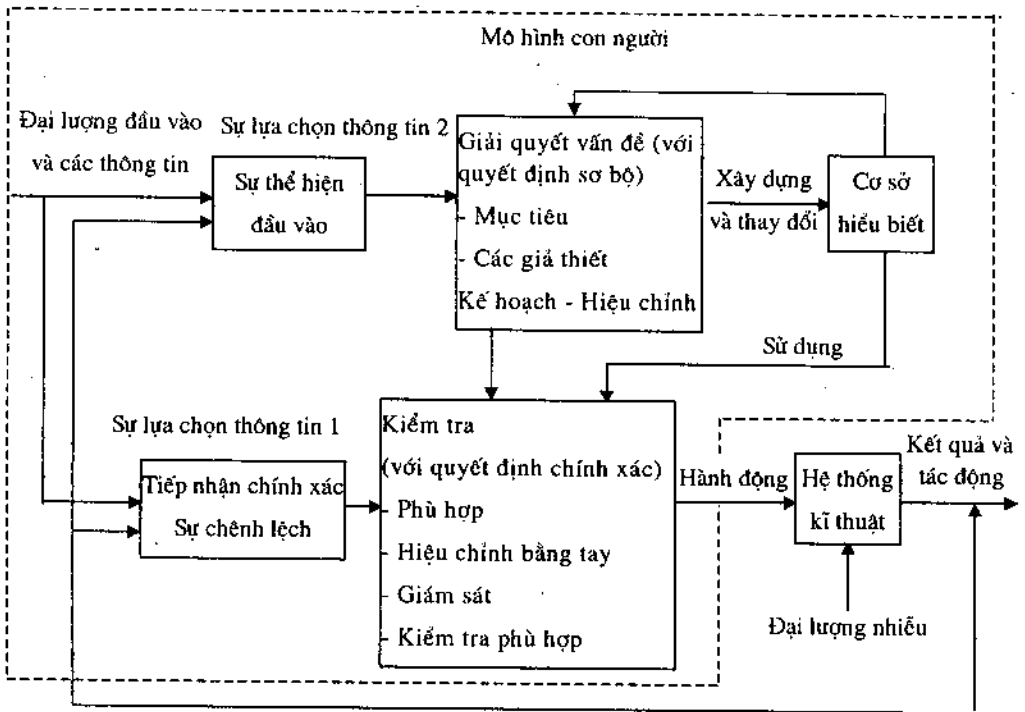 Mô hình con người
Đại lượng đầu vào
và các thông tin
Sự lựa chọn thông tin 2
Sự thể hiện
đầu vào
Giải quyết vấn đề (với
quyết định sơ bộ)
- Mục tiêu
- Các giả thiết
Kế hoạch - Hiệu chỉnh
Xây dựng
và thay đổi
Cơ sở
hiểu biết
Sử dụng
Sự lựa chọn thông tin 1
Tiếp nhận chính xác
Sự chênh lệch
Kiểm tra
(với quyết định chính xác)
- Phù hợp
- Hiệu chỉnh bằng tay
- Giám sát
- Kiểm tra phù hợp
Hành động
Hệ thống
kĩ thuật
Kết quả và
tác động
Đại lượng nhiễu